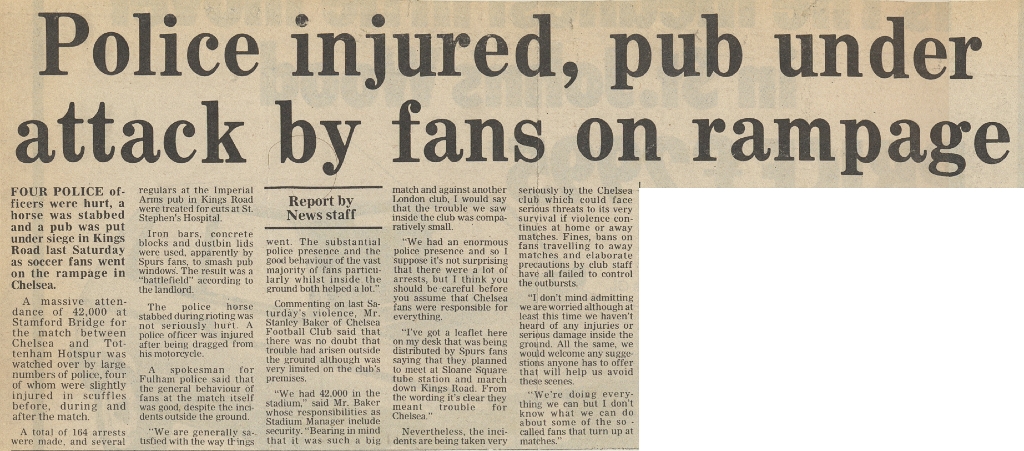 Police injured, pub under
attack by fans on rampage
FOUR POLICE of-
ficers were hurt, a
horse was stabbed
and a pub was put
under siege in Kings
Road last Saturday
as soccer fans went
on the rampage in
Chelsea.
A massive atten-
dance of 42,000 at
Stamford Bridge for
the match between
Chelsea and Tot-
tenham Hotspur was
watched over by large
numbers of police, four
of whom were slightly
injured in scuffles
before, during and
after the match.
A total of 164 arrests
were made, and several
regulars at the Imperial
Arms pub in Kings Road
were treated for cuts at St.
Stephen's Hospital.
Iron bars, concrete
blocks and dustbin lids
were used, apparently by
Spurs fans, to smash pub
windows. The result was a
"battlefield" according to
the landlord.
The police horse
stabbed during rioting was
not seriously hurt. A
police officer was injured
after being dragged from
his motorcycle.
A spokesman for
Fulham police said that
the general behaviour of
fans at the match itself
was good, despite the inci-
dents outside the ground.
"We are generally sa-
tisfied with the way things
Report by
News staff
went. The substantial
police presence and the
good behaviour of the vast
majority of fans particu-
larly whilst inside the
ground both helped a lot."
Commenting on last Sa-
turday's violence, Mr.
Stanley Baker of Chelsea
Football Club said that
there was no doubt that
trouble had arisen outside
the ground although was
very limited on the club's
premises.
"We had 42,000 in the
stadium," said Mr. Baker
whose responsibilities as
Stadium Manager include
security. "Bearing in mind
that it was such a big
match and against another
London club, I would say
that the trouble we saw
inside the club was compa-
ratively small.
"We had an enormous
police presence and so I
suppose it's not surprising
that there were a lot of
arrests, but I think you
should be careful before
you assume that Chelsea
fans were responsible for
everything.
"I've got a leaflet here
on my desk that was being
distributed by Spurs fans
saying that they planned
to meet at Sloane Square
tube station and march
down Kings Road. From
the wording it's clear they
meant trouble for
Chelsea."
Nevertheless, the inci-
dents are being taken very
seriously by the Chelsea
club which could face
serious threats to its very
survival if violence con-
tinues at home or away
matches. Fines, bans on
fans travelling to away
matches and elaborate
precautions by club staff
have all failed to control
the outbursts.
"I don't mind admitting
we are worried although at
least this time we haven't
heard of any injuries or
serious damage inside the
ground. All the same, we
would welcome any sugge-
stions anyone has to offer
that will help us avoid
these scenes.
"We're doing every-
thing we can but I don't
know what we can do
about some of the so -
called fans that turn up at
matches."